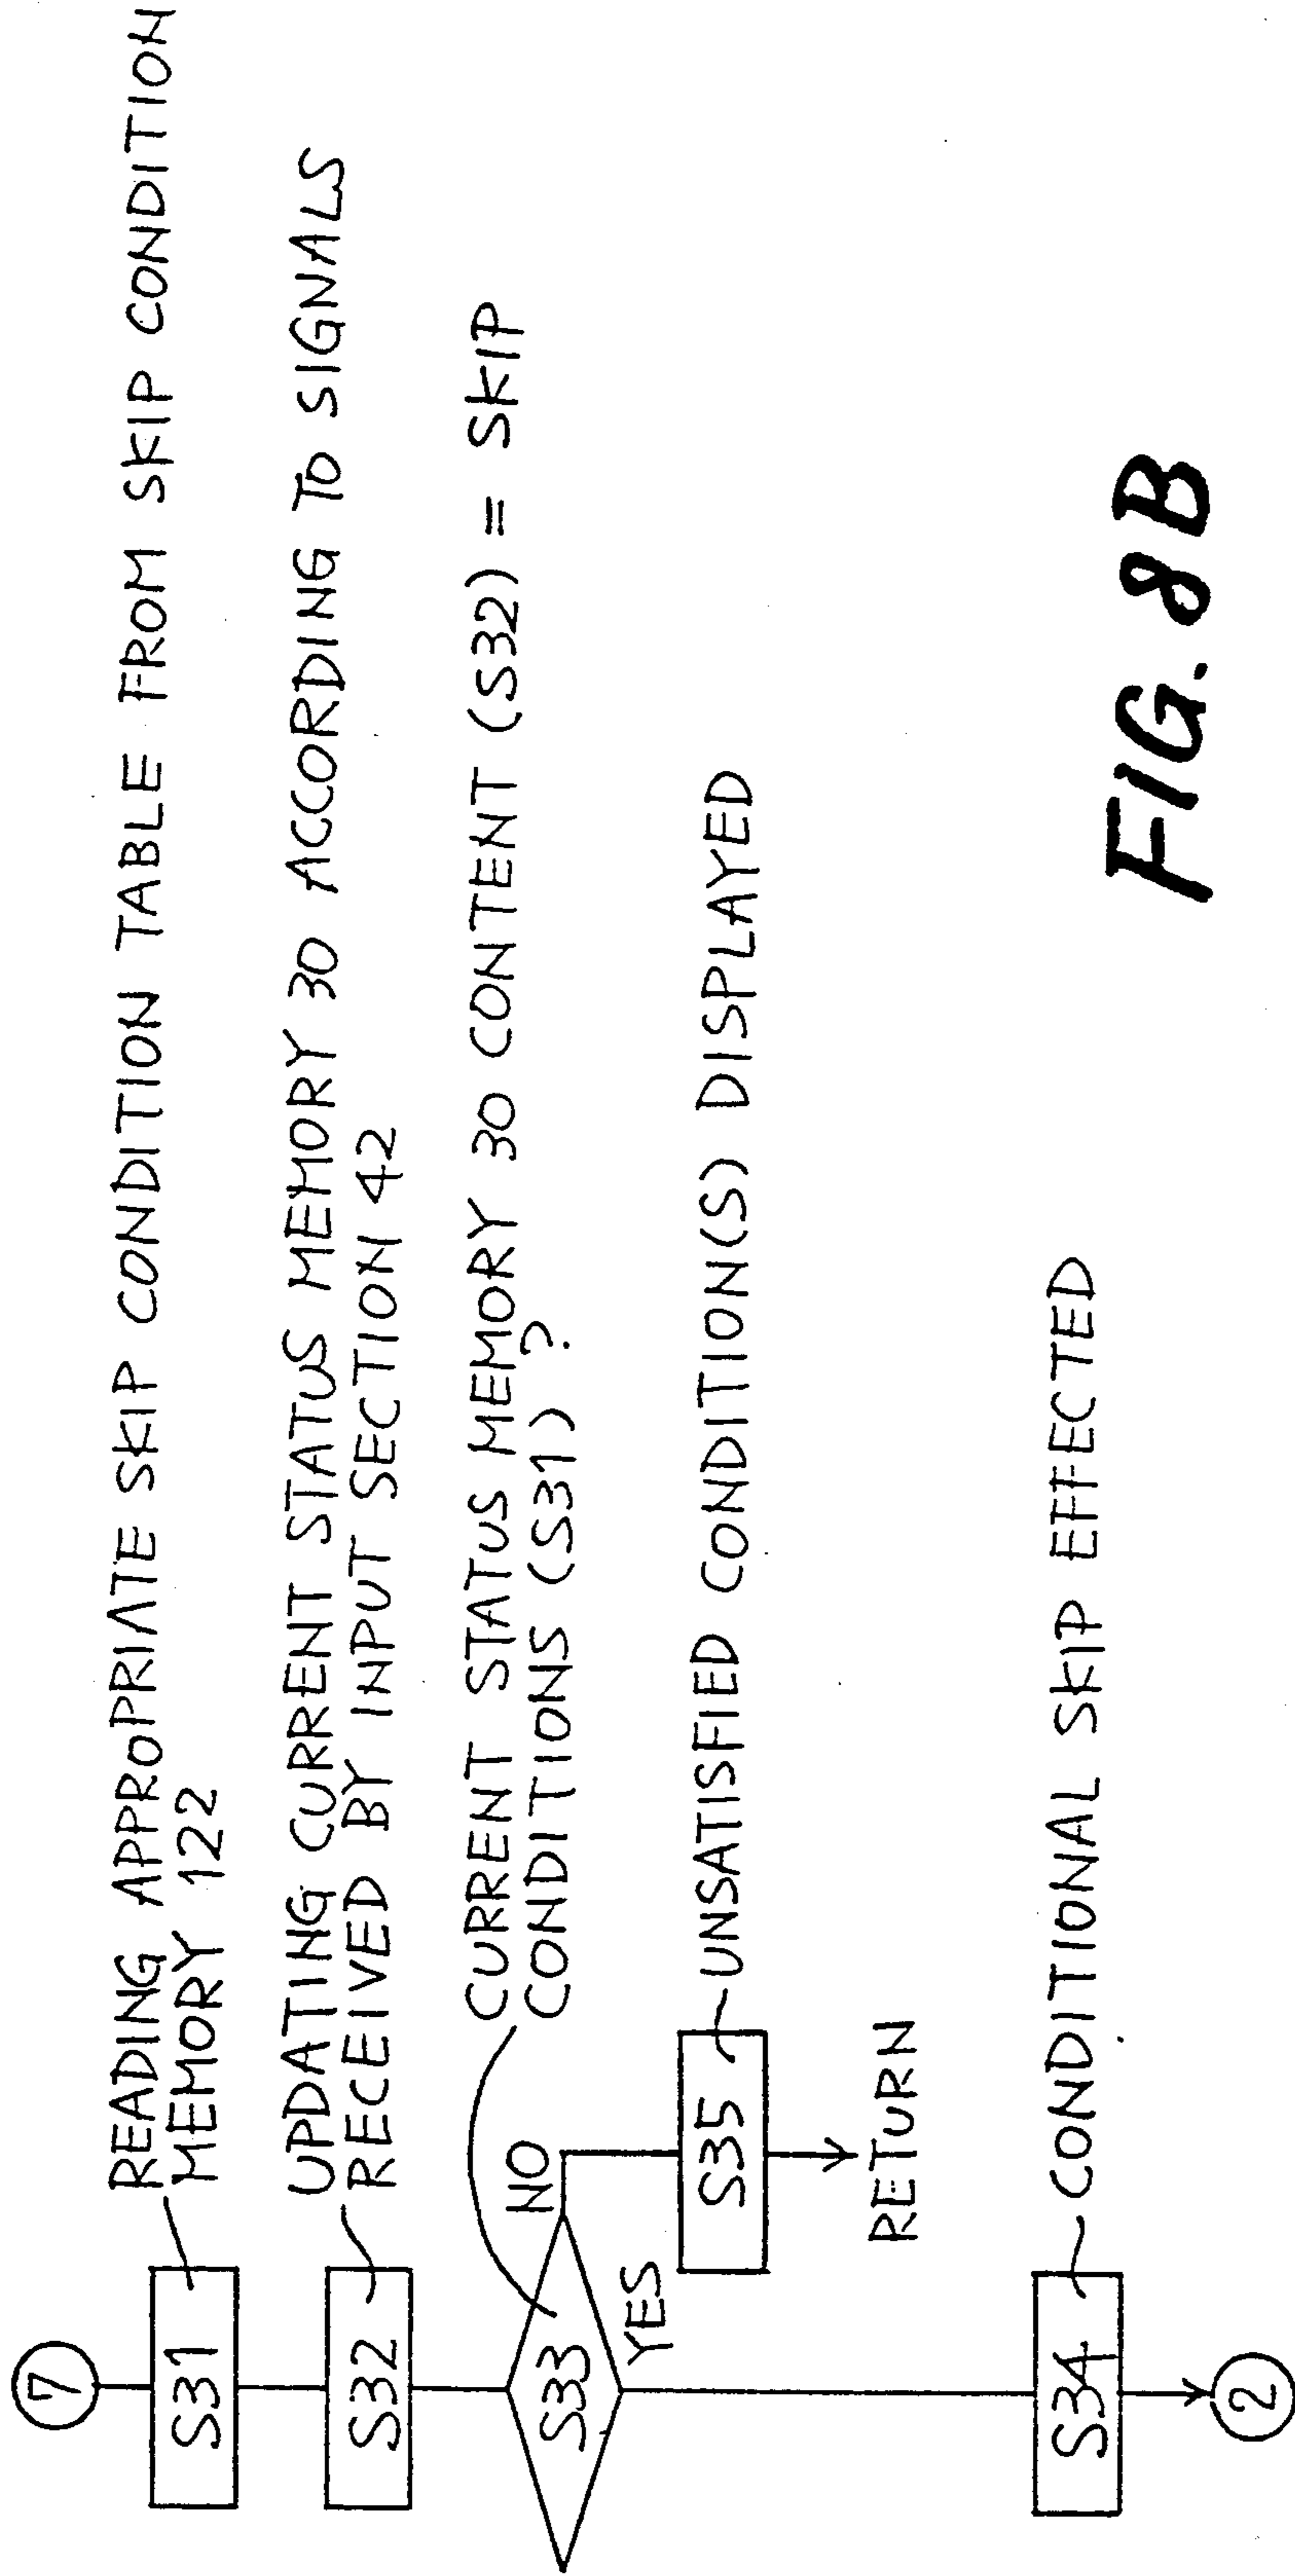 7
S31
READING APPROPRIATE SKIP CONDITION TABLE FROM SKIP CONDITION
MEMORY 122
S32
UPDATING CURRENT STATUS MEMORY 30 ACCORDING TO SIGNALS
RECEIVED BY INPUT SECTION 42
S33
CURRENT STATUS MEMORY 30 CONTENT (S32) = SKIP
CONDITIONS (S31) ?
NO
YES
S35
UNSATISFIED CONDITION(S) DISPLAYED
RETURN
S34
CONDITIONAL SKIP EFFECTED
2
FIG. 8B